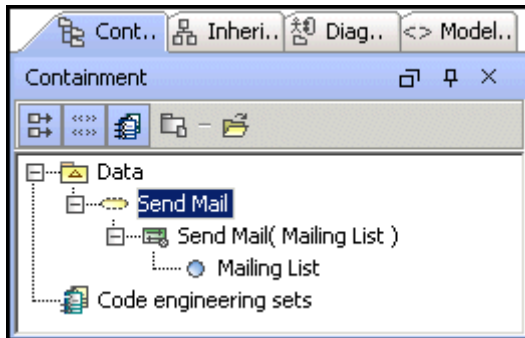 Cont.. Inheri.. Diag.. <> Model..
Containment
Data
Send Mail
Send Mail( Mailing List )
Mailing List
Code engineering sets